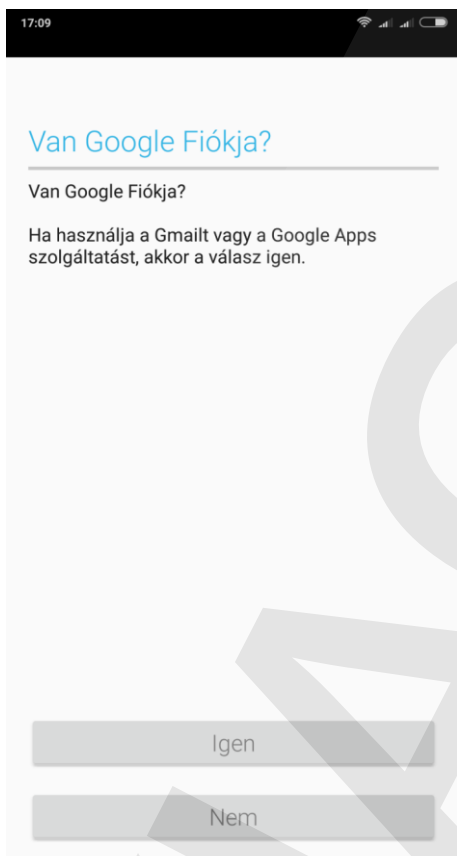 17:09
Van Google Fiókja?
Van Google Fiókja?
Ha használja a Gmailt vagy a Google Apps
szolgáltatást, akkor a válasz igen.
Igen
Nem